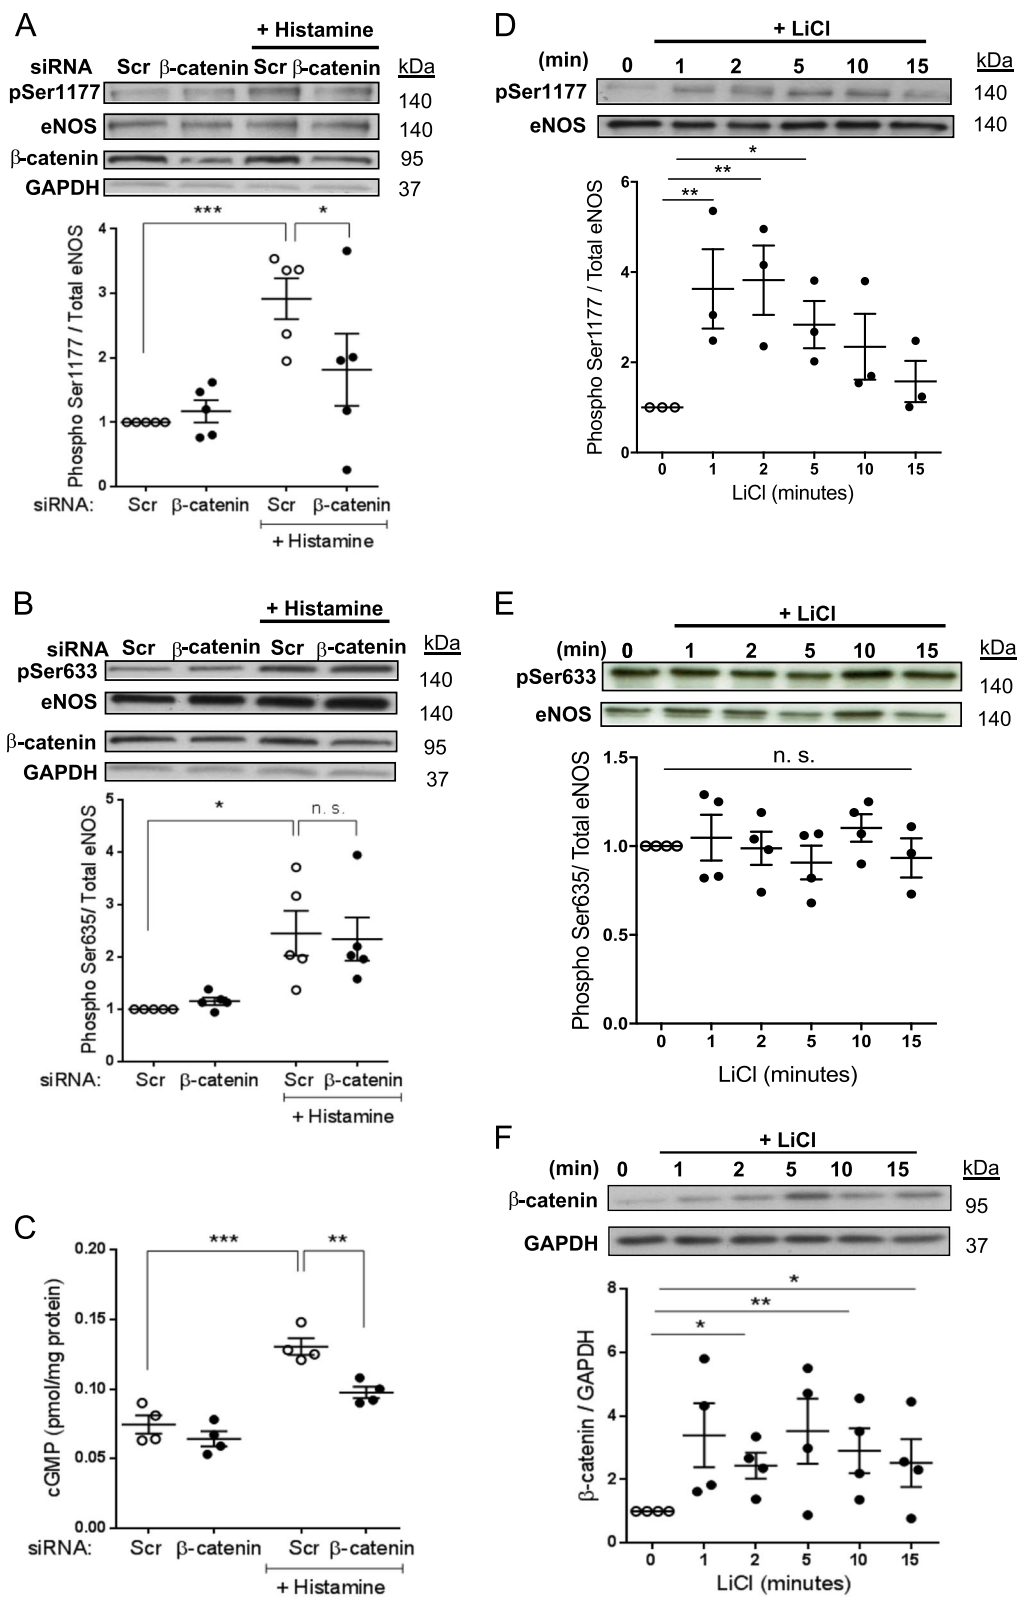 A
+ Histamine
siRNA Scr β-catenin Scr β-catenin kDa
pSer1177 140
eNOS 140
β-catenin 95
GAPDH 37
*** *
Phospho Ser1177 / Total eNOS
4
3
2
1
0
siRNA: Scr β-catenin Scr β-catenin
+ Histamine
B
+ Histamine
siRNA Scr β-catenin Scr β-catenin kDa
pSer633 140
eNOS 140
β-catenin 95
GAPDH 37
* n. s.
Phospho Ser635/ Total eNOS
5
4
3
2
1
0
siRNA: Scr β-catenin Scr β-catenin
+ Histamine
C
*** **
cGMP (pmol/mg protein)
0.20
0.15
0.10
0.05
0.00
siRNA: Scr β-catenin Scr β-catenin
+ Histamine
D
+ LiCl
(min) 0 1 2 5 10 15 kDa
pSer1177 140
eNOS 140
*
**
**
Phospho Ser1177 / Total eNOS
6
4
2
0
0 1 2 5 10 15
LiCl (minutes)
E
+ LiCl
(min) 0 1 2 5 10 15 kDa
pSer633 140
eNOS 140
n. s.
Phospho Ser635/ Total eNOS
1.5
1.0
0.5
0.0
0 1 2 5 10 15
LiCl (minutes)
F
+ LiCl
(min) 0 1 2 5 10 15 kDa
β-catenin 95
GAPDH 37
*
**
*
β-catenin / GAPDH
8
6
4
2
0
0 1 2 5 10 15
LiCl (minutes)